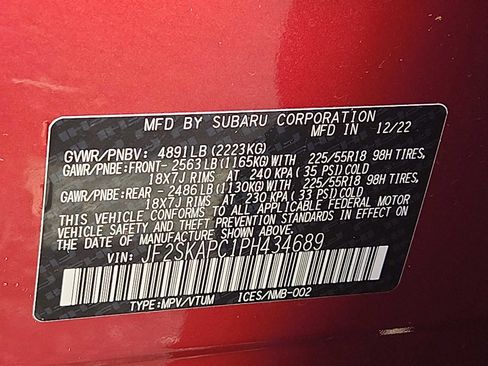 MFD BY SUBARU CORPORATION
MFD IN 12/22
GVWR/PNBV: 4891LB(2223KG)
GAWR/PNBE:FRONT-2563LB(1165KG)WITH 225/55R18 98H TIRES,
18X7J RIMS AT 240 KPA( 35 PSI)COLD
GAWR/PNBE:REAR -2486LB(1130KG)WITH 225/55R18 98H TIRES,
18X7J RIMS AT 230 KPA( 33 PSI)COLD
THIS VEHICLE CONFORMS TO ALL APPLICABLE FEDERAL MOTOR
VEHICLE SAFETY AND THEFT PREVENTION STANDARDS IN EFFECT
ON THE DATE OF MANUFACTURE SHOWN ABOVE.
VIN: JF2SKAPC1PH434689
TYPE:MPV/VTUM ICES/NMB-002